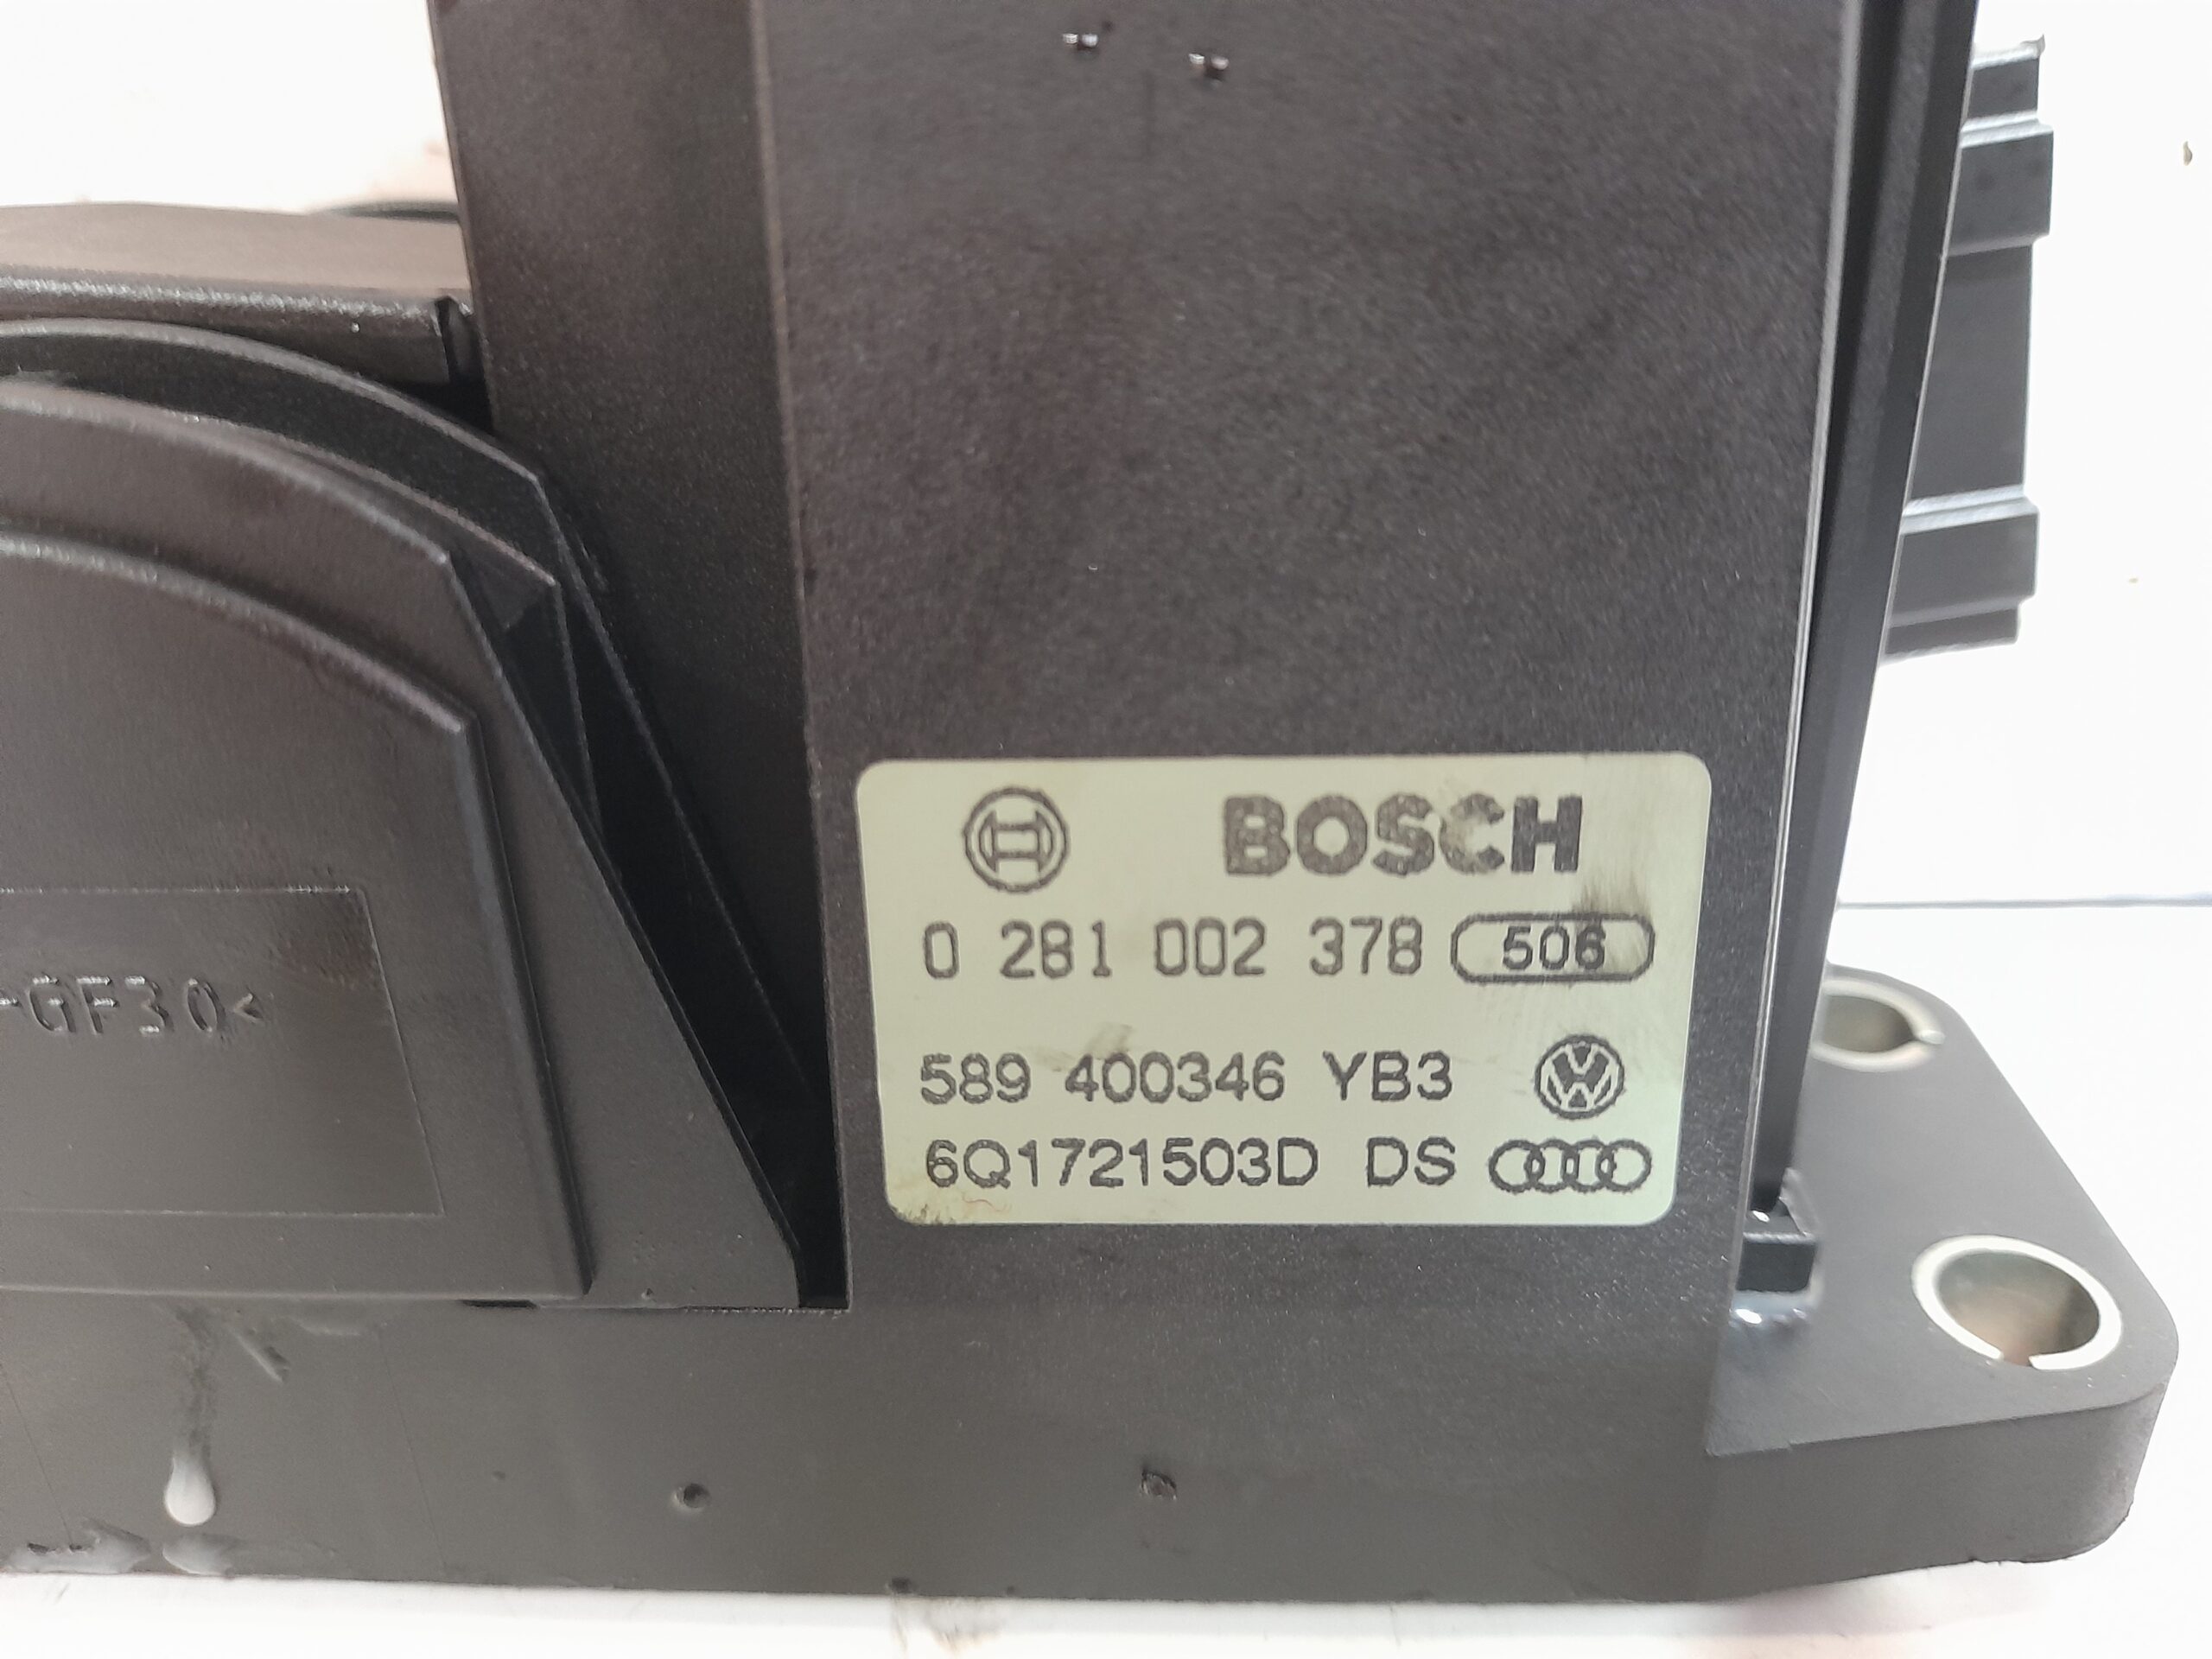 BOSCH
0 281 002 378 506
589 400346 YB3
6Q1721503D DS
GF30<